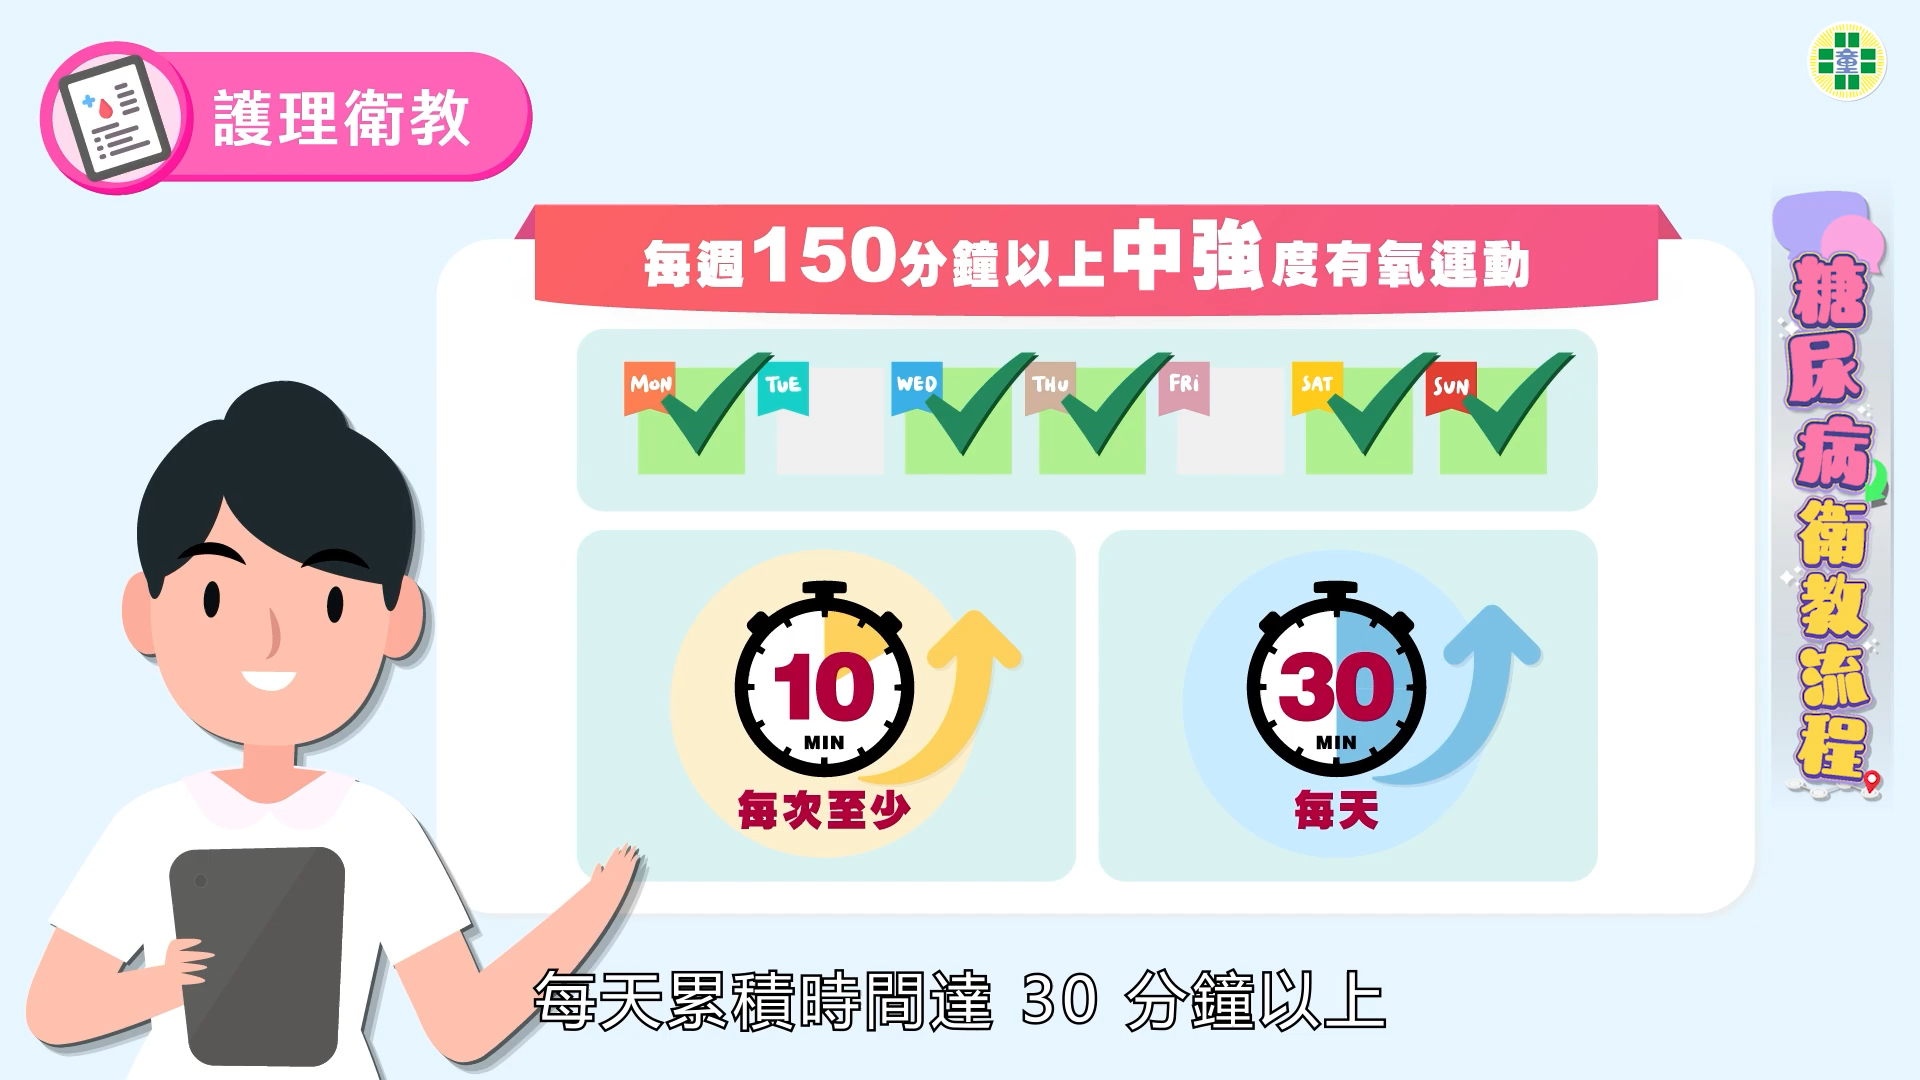 護理衛教
童
每週150分鐘以上中強度有氧運動
MON TUE WED THU FRI SAT SUN
10
MIN
每次至少
30
MIN
每天
糖尿病衛教流程
每天累積時間達 30 分鐘以上